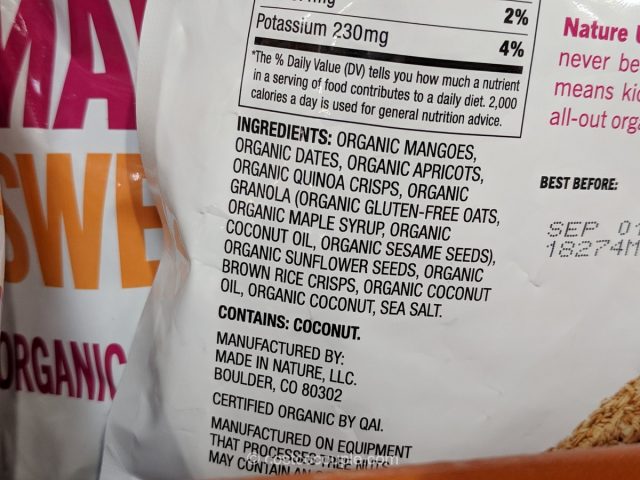 2%
Potassium 230mg
4%
*The % Daily Value (DV) tells you how much a nutrient
in a serving of food contributes to a daily diet. 2,000
calories a day is used for general nutrition advice.
INGREDIENTS: ORGANIC MANGOES,
ORGANIC DATES, ORGANIC APRICOTS,
ORGANIC QUINOA CRISPS, ORGANIC
GRANOLA (ORGANIC GLUTEN-FREE OATS,
ORGANIC MAPLE SYRUP, ORGANIC
COCONUT OIL, ORGANIC SESAME SEEDS),
ORGANIC SUNFLOWER SEEDS, ORGANIC
BROWN RICE CRISPS, ORGANIC COCONUT
OIL, ORGANIC COCONUT, SEA SALT.
CONTAINS: COCONUT.
MANUFACTURED BY:
MADE IN NATURE, LLC.
BOULDER, CO 80302
CERTIFIED ORGANIC BY QAI.
MANUFACTURED ON EQUIPMENT
THAT PROCESSES TREE NUTS
MAY CONTAIN AN
Nature
never be
means
all-out
BEST BEFORE:
SEP 01
18274M
SWE
ORGANIC